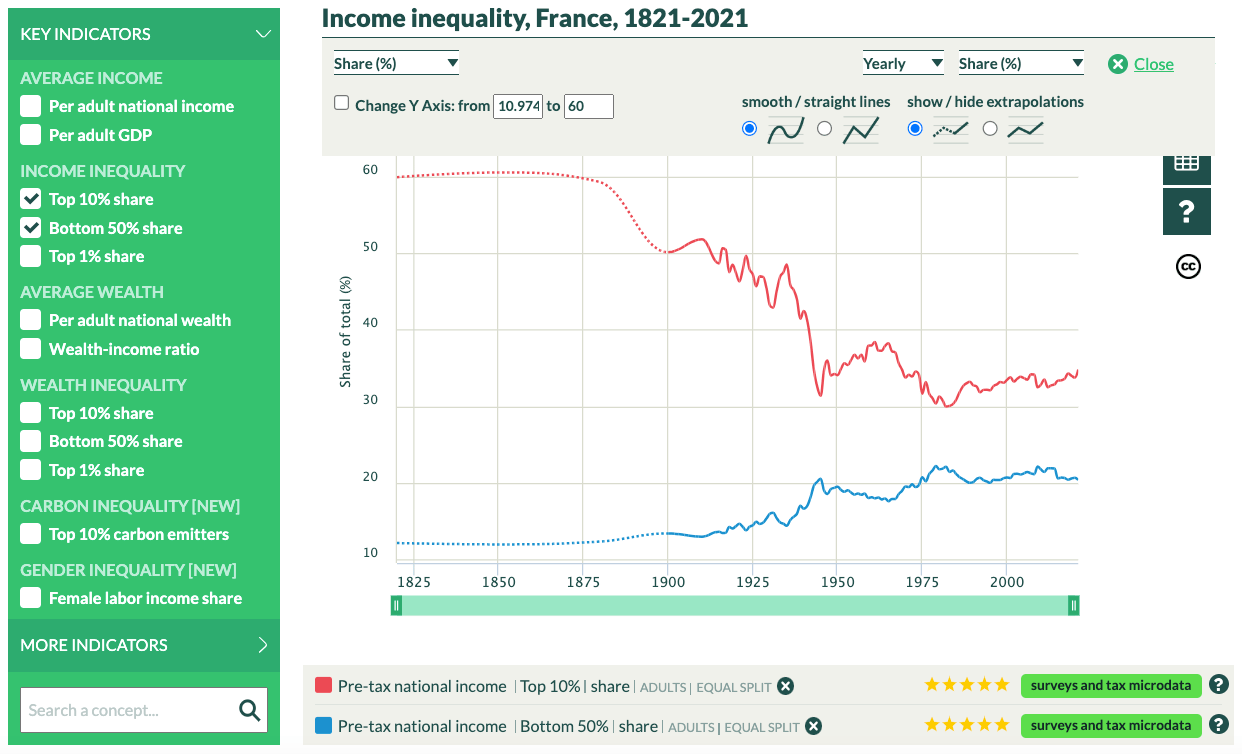 KEY INDICATORS
AVERAGE INCOME
Per adult national income
Per adult GDP
INCOME INEQUALITY
Top 10% share
Bottom 50% share
Top 1% share
AVERAGE WEALTH
Per adult national wealth
Wealth-income ratio
WEALTH INEQUALITY
Top 10% share
Bottom 50% share
Top 1% share
CARBON INEQUALITY [NEW]
Top 10% carbon emitters
GENDER INEQUALITY [NEW]
Female labor income share
MORE INDICATORS
Search a concept...
Income inequality, France, 1821-2021
Share (%) Yearly Share (%) Close
Change Y Axis: from 10.974 to 60
smooth / straight lines show / hide extrapolations
?
cc
Share of total (%)
60
50
40
30
20
10
1825 1850 1875 1900 1925 1950 1975 2000
Pre-tax national income | Top 10% | share | ADULTS | EQUAL SPLIT surveys and tax microdata ?
Pre-tax national income | Bottom 50% | share | ADULTS | EQUAL SPLIT surveys and tax microdata ?